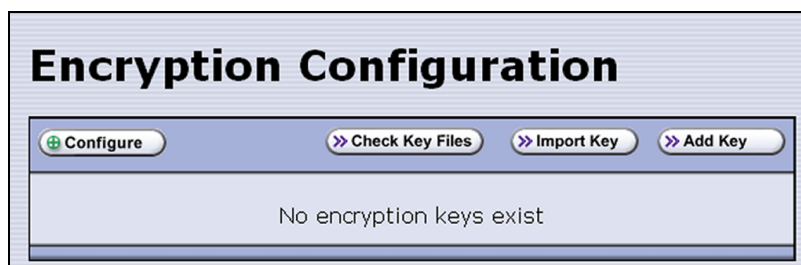 Encryption Configuration
Configure Check Key Files Import Key Add Key
No encryption keys exist